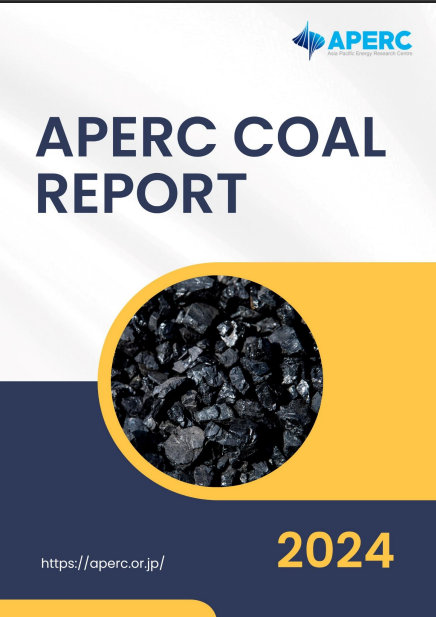 APERC
Asia Pacific Energy Research Centre
APERC COAL
REPORT
2024
https://aperc.or.jp/